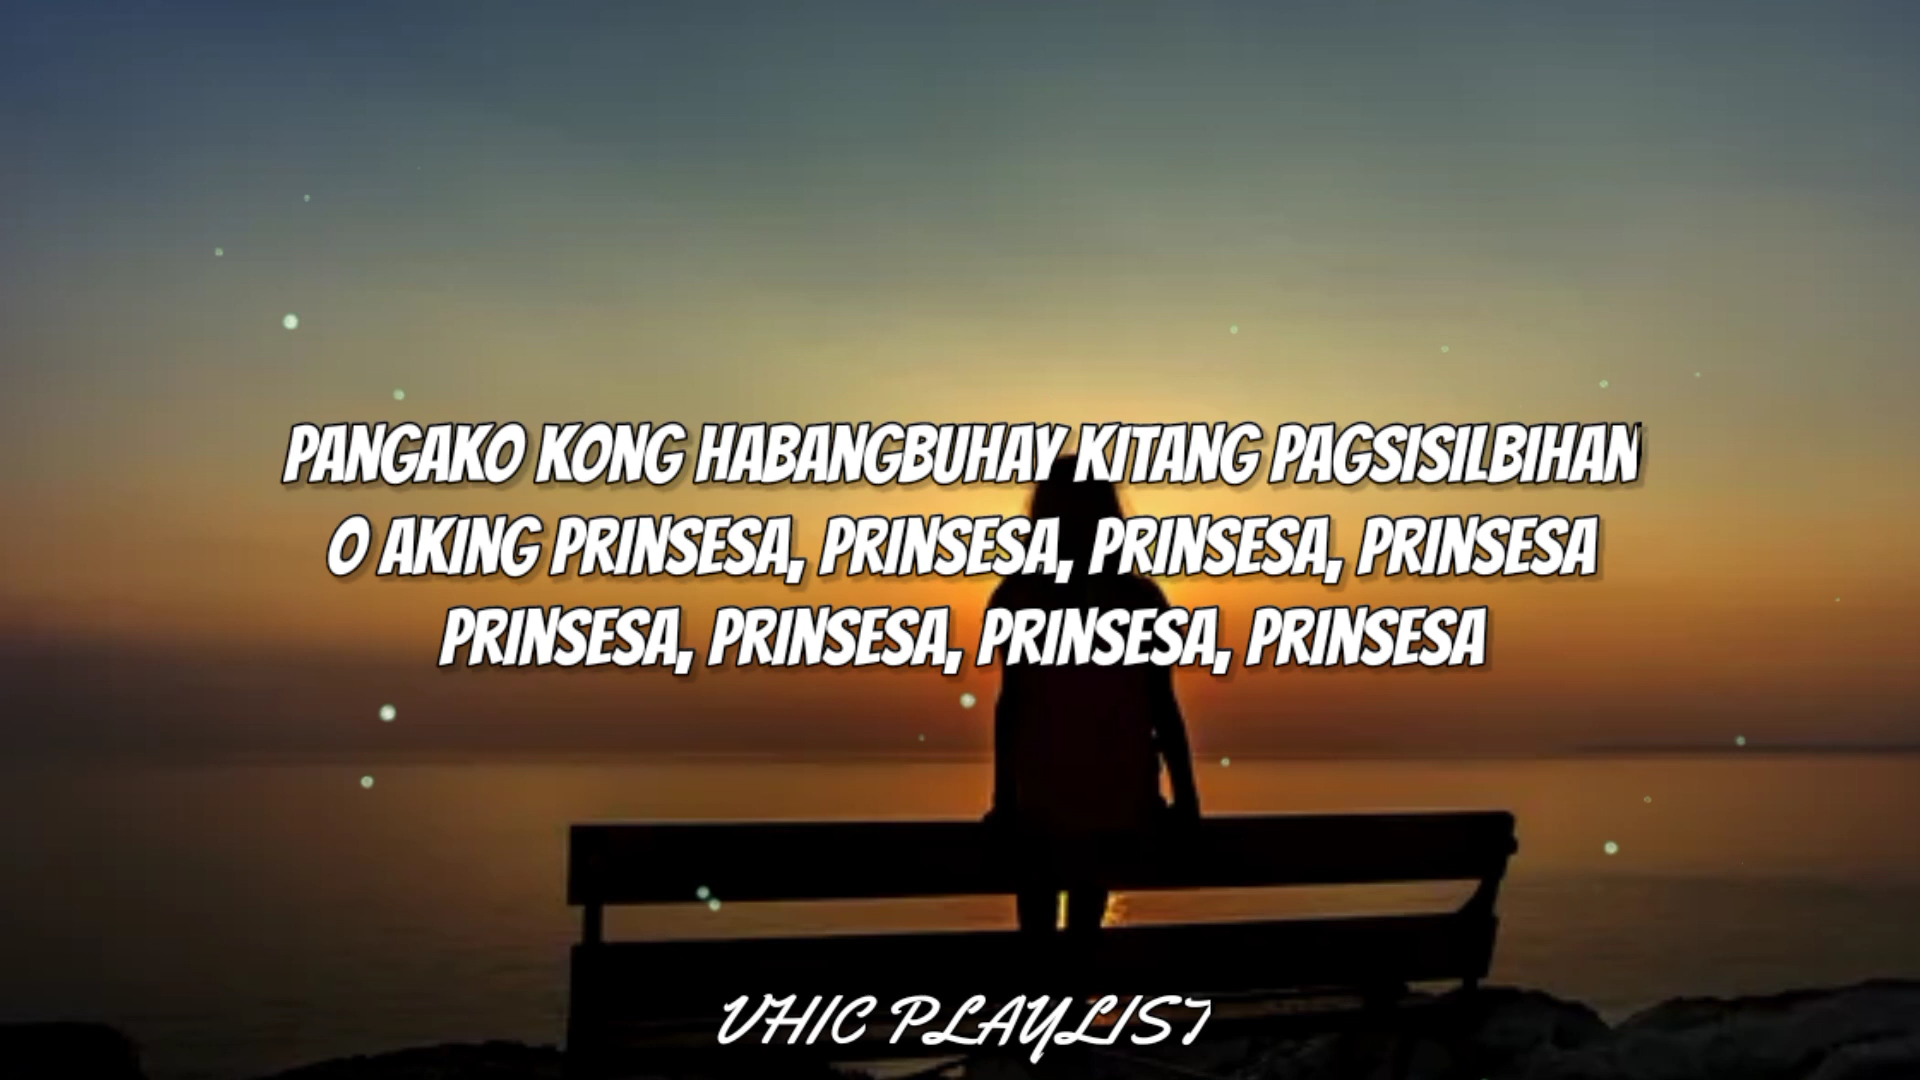 PANGAKO KONG HABANGBUHAY KITANG PAGSISILBIHAN
O AKING PRINSESA, PRINSESA, PRINSESA, PRINSESA
PRINSESA, PRINSESA, PRINSESA, PRINSESA
VHIC PLAYLIST